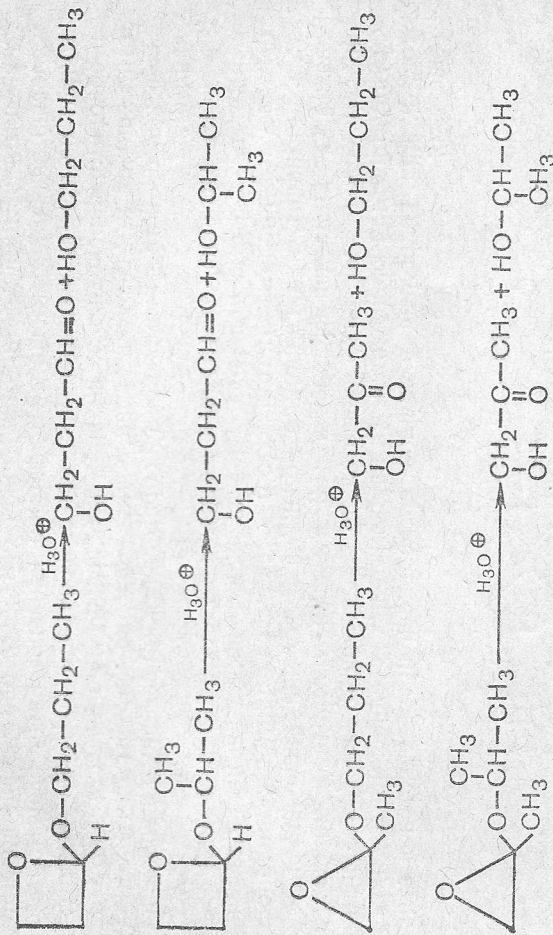 O
H₃O⊕
O−CH₂−CH₂−CH₃ → CH₂−CH₂−CH=O+HO−CH₂−CH₂−CH₃
H OH
O CH₃
H₃O⊕
O−CH−CH₃ → CH₂−CH₂−CH=O+HO−CH−CH₃
H OH CH₃
O
H₃O⊕
O−CH₂−CH₂−CH₃ → CH₂−C−CH₃+HO−CH₂−CH₂−CH₃
CH₃ OH O
O CH₃
H₃O⊕
O−CH−CH₃ → CH₂−C−CH₃+HO−CH−CH₃
CH₃ OH O CH₃